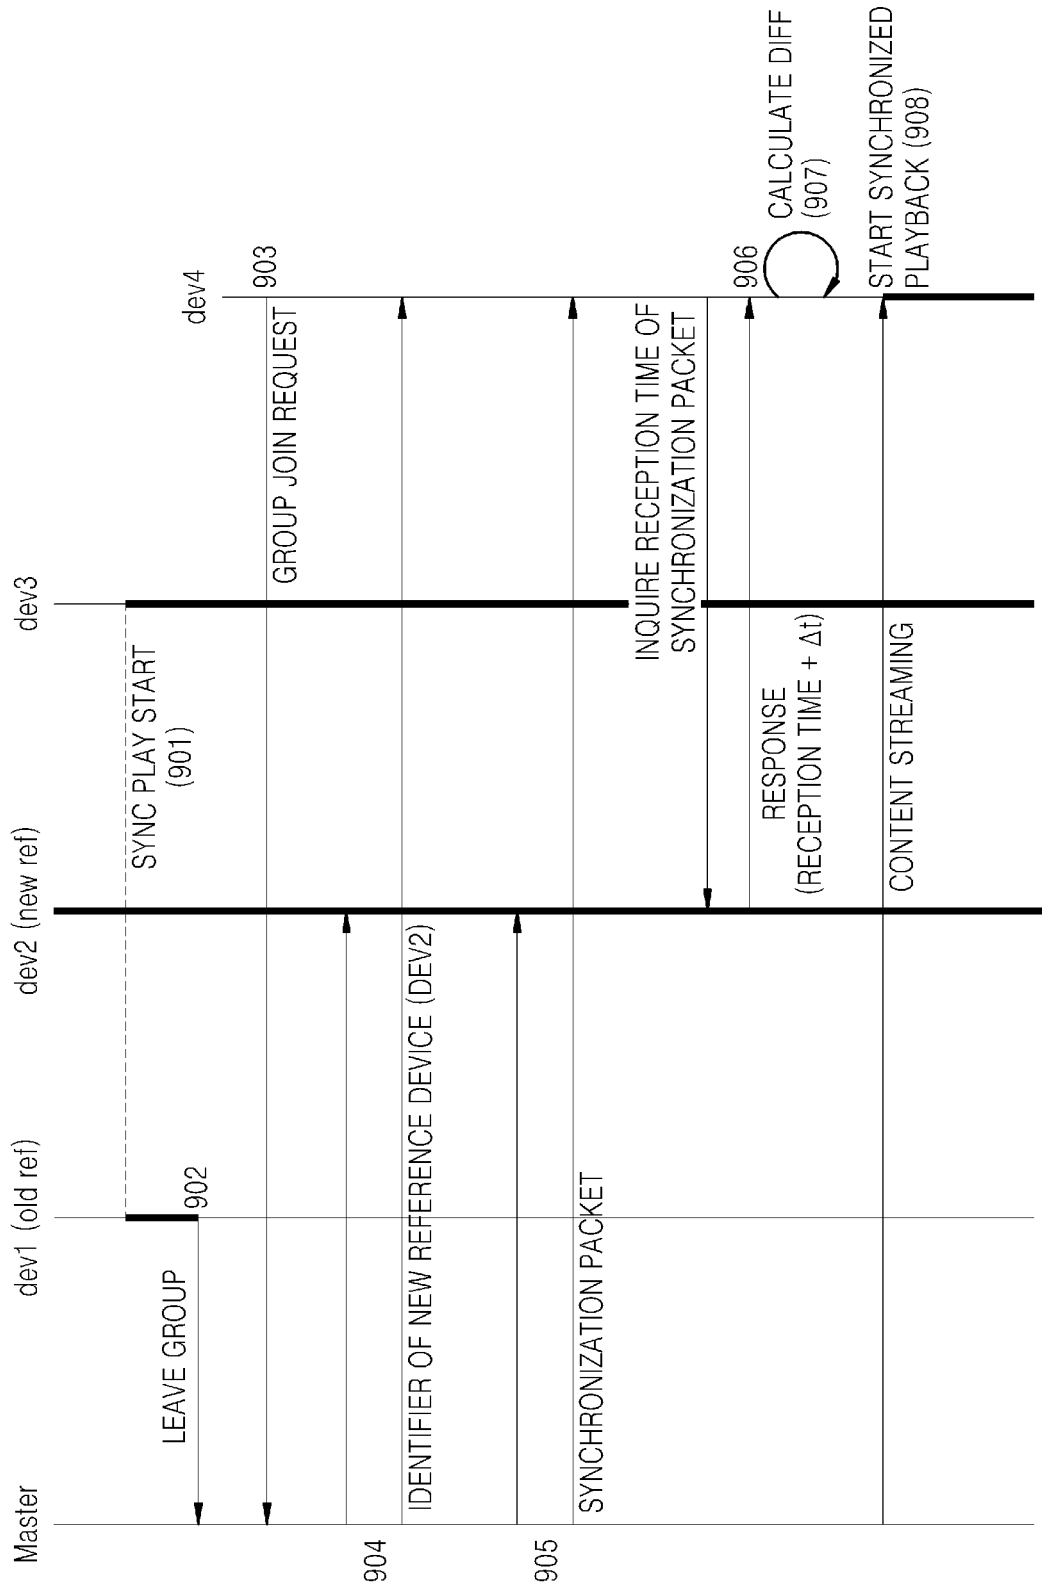 Master
dev1 (old ref)
dev2 (new ref)
dev3
dev4
SYNC PLAY START
(901)
LEAVE GROUP
902
903
GROUP JOIN REQUEST
904
IDENTIFIER OF NEW REFERENCE DEVICE (DEV2)
905
SYNCHRONIZATION PACKET
INQUIRE RECEPTION TIME OF
SYNCHRONIZATION PACKET
906
RESPONSE
(RECEPTION TIME + Δt)
CALCULATE DIFF
(907)
CONTENT STREAMING
START SYNCHRONIZED
PLAYBACK (908)